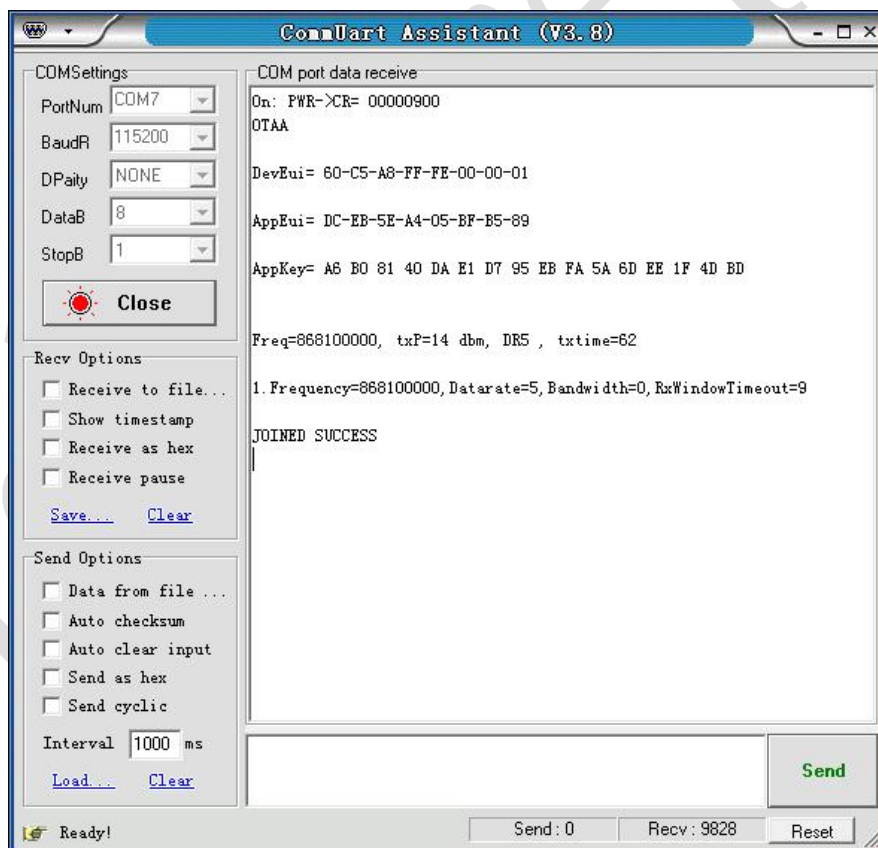 CommUart Assistant (V3.8)
COMSettings
PortNum COM7
BaudR 115200
DPaity NONE
DataB 8
StopB 1
Close
Recv Options
Receive to file...
Show timestamp
Receive as hex
Receive pause
Save... Clear
Send Options
Data from file ...
Auto checksum
Auto clear input
Send as hex
Send cyclic
Interval 1000 ms
Load... Clear
COM port data receive
On: PWR->CR= 00000900
OTAA
DevEui= 60-C5-A8-FF-FE-00-00-01
AppEui= DC-EB-5E-A4-05-BF-B5-89
AppKey= A6 B0 81 40 DA E1 D7 95 EB FA 5A 6D EE 1F 4D BD
Freq=868100000, txP=14 dbm, DR5 , txtime=62
1.Frequency=868100000,Datarate=5,Bandwidth=0,RxWindowTimeout=9
JOINED SUCCESS
Send
Ready!
Send : 0
Recv : 9828
Reset